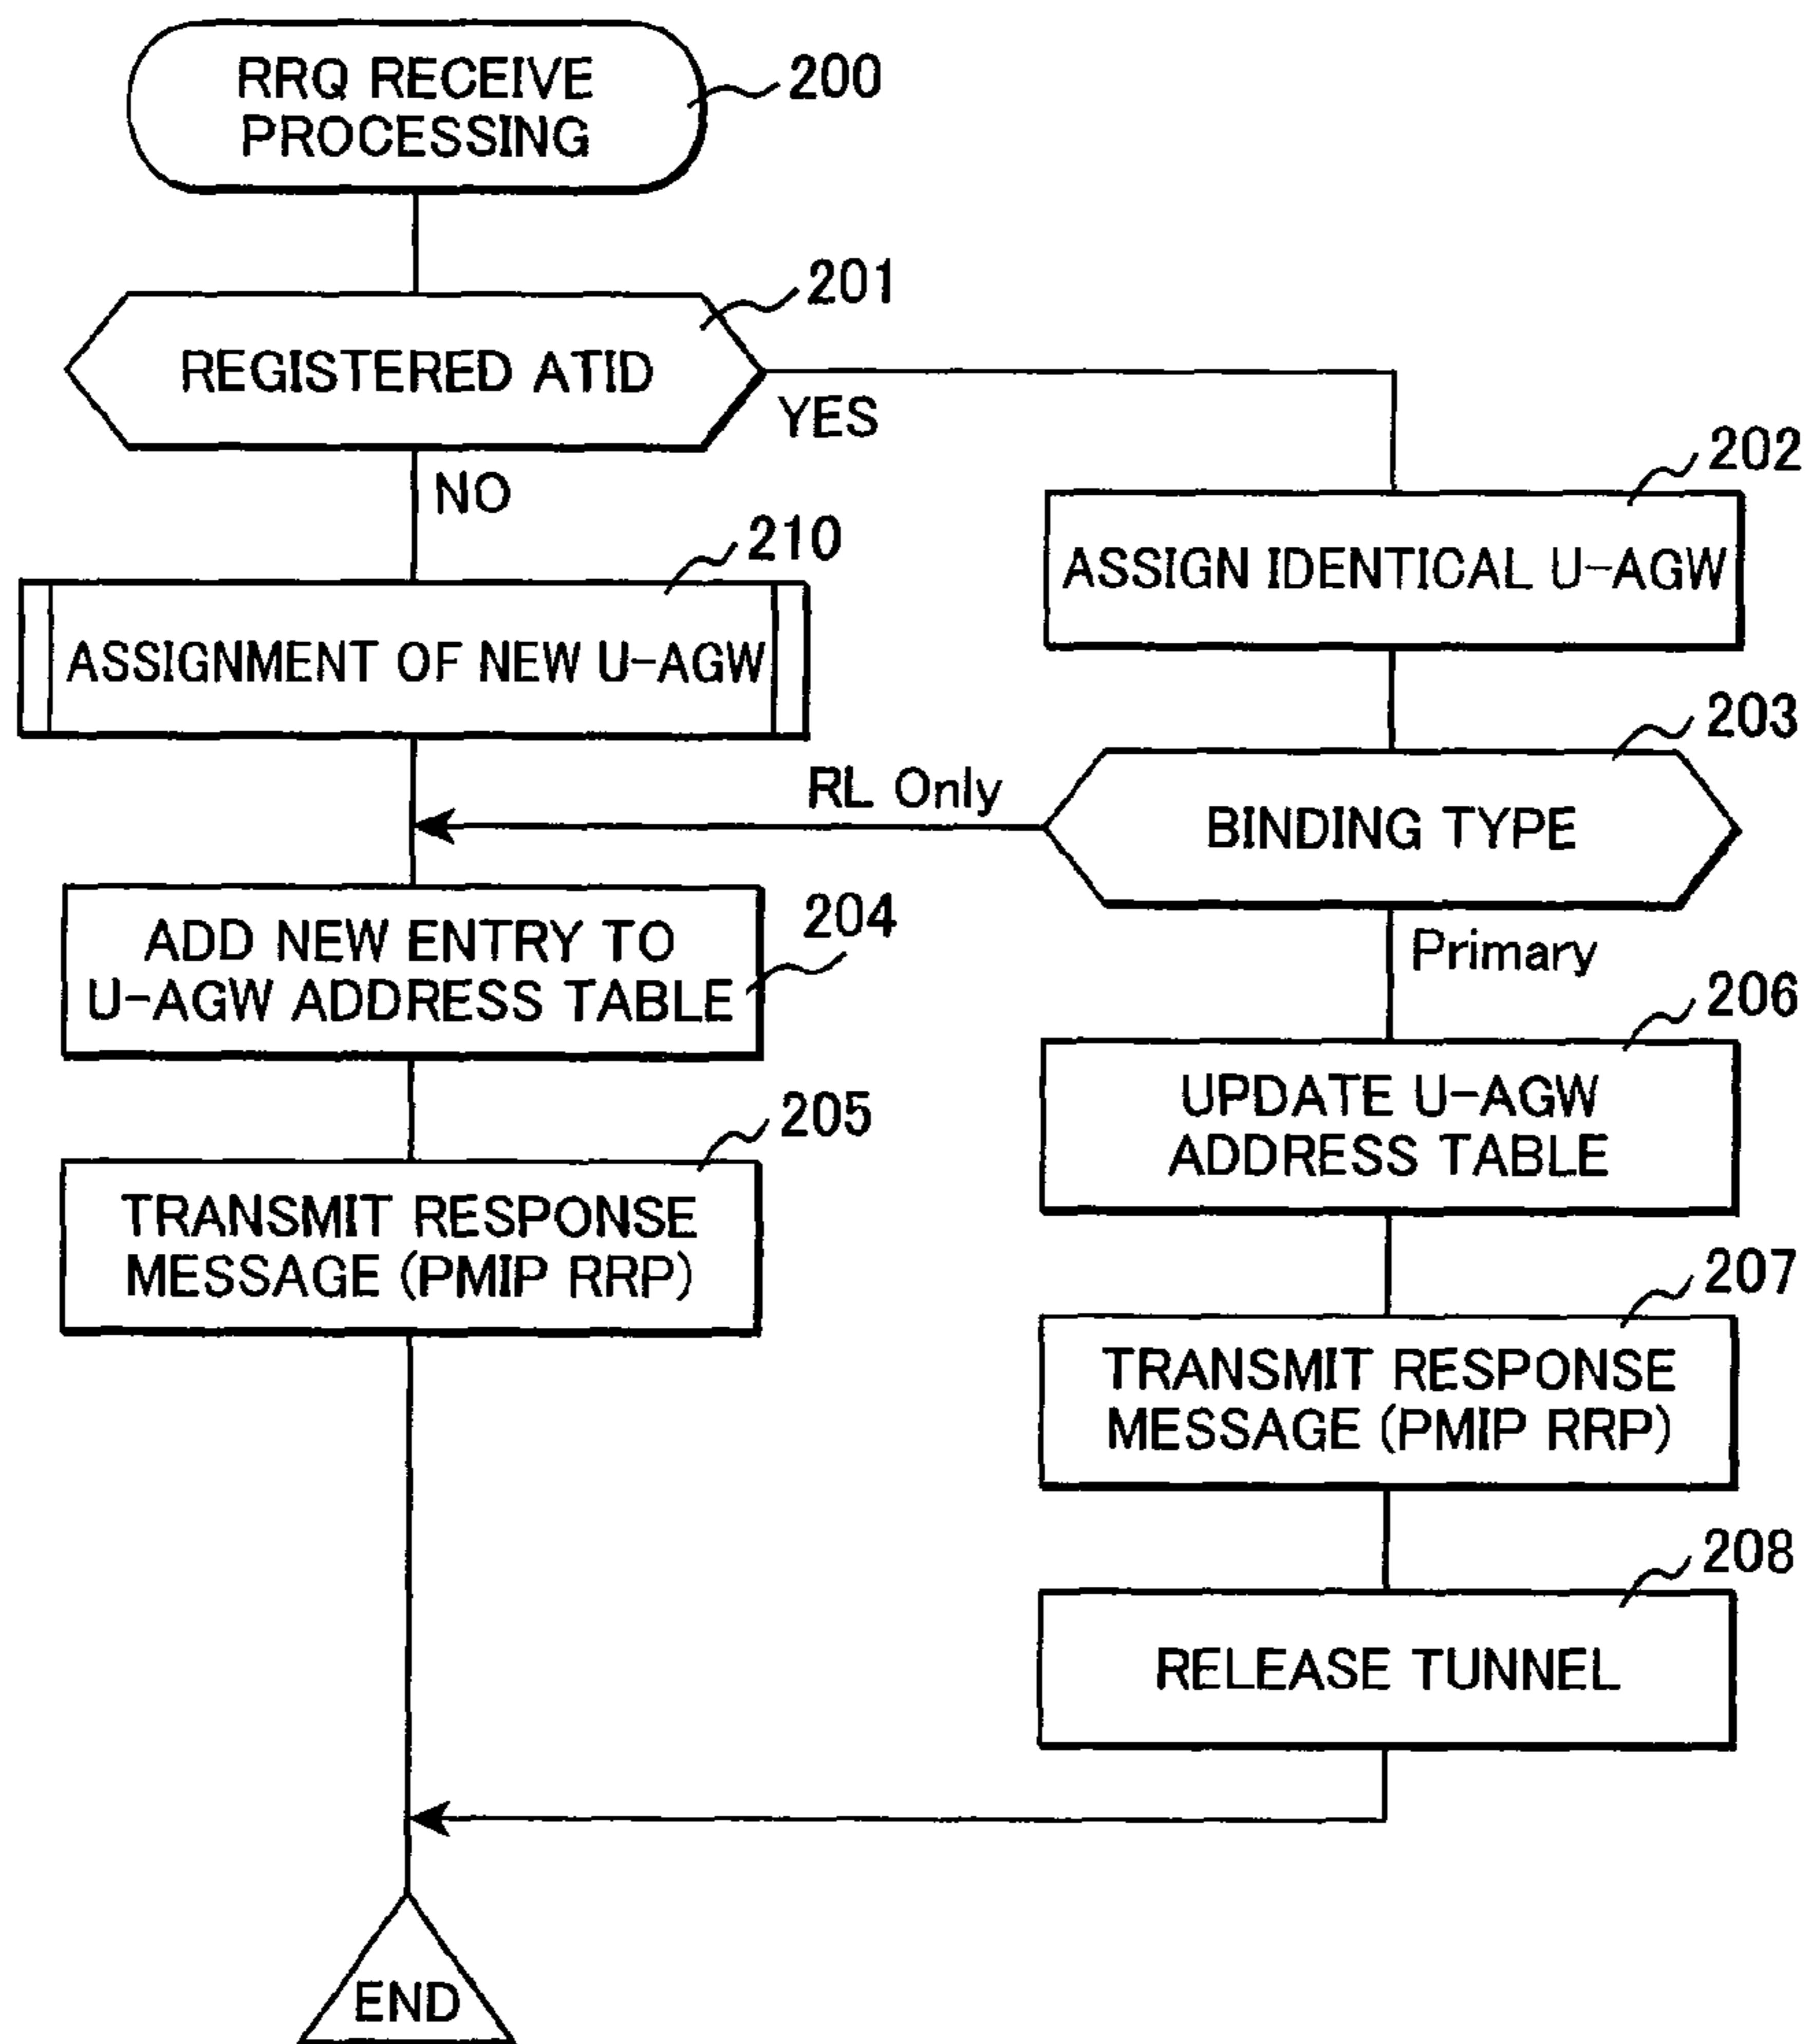 RRQ RECEIVE
PROCESSING
200
201
REGISTERED ATID
YES
NO
202
ASSIGN IDENTICAL U-AGW
210
ASSIGNMENT OF NEW U-AGW
203
BINDING TYPE
RL Only
Primary
204
ADD NEW ENTRY TO
U-AGW ADDRESS TABLE
206
UPDATE U-AGW
ADDRESS TABLE
205
TRANSMIT RESPONSE
MESSAGE (PMIP RRP)
207
TRANSMIT RESPONSE
MESSAGE (PMIP RRP)
208
RELEASE TUNNEL
END